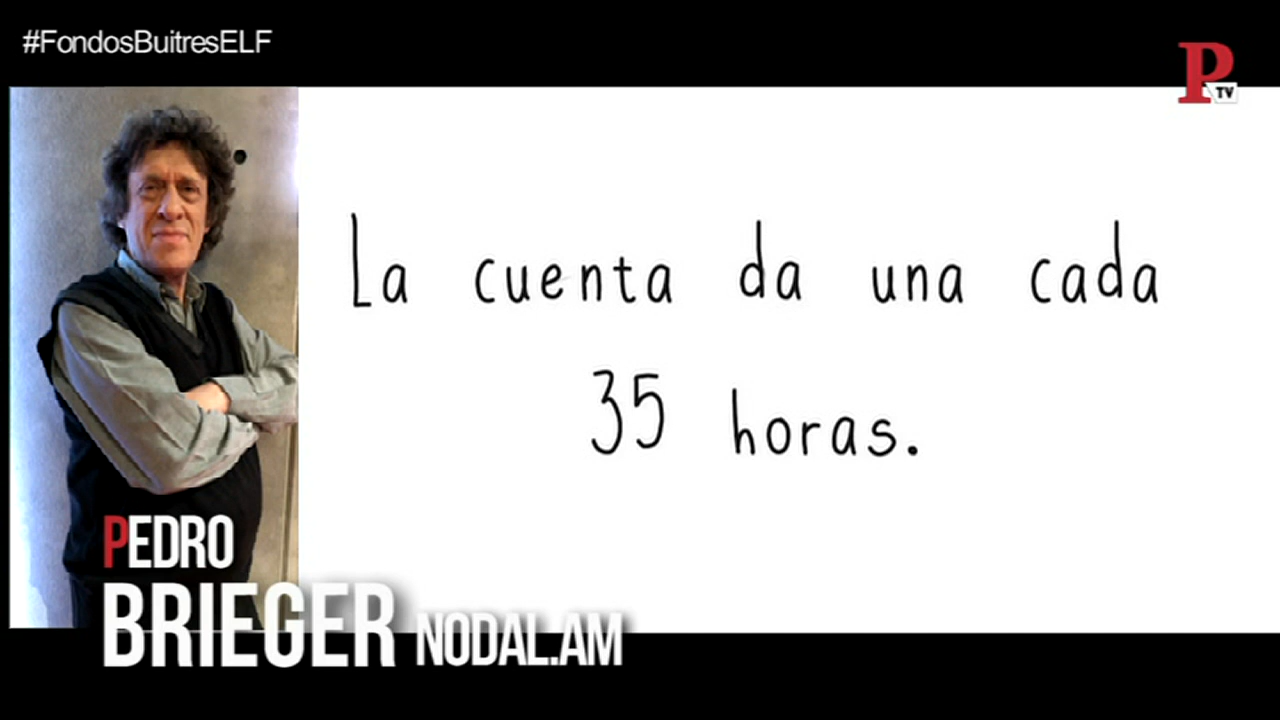 #FondosBuitresELF
P TV
La cuenta da una cada
35 horas.
PEDRO
BRIEGER NODAL.AM